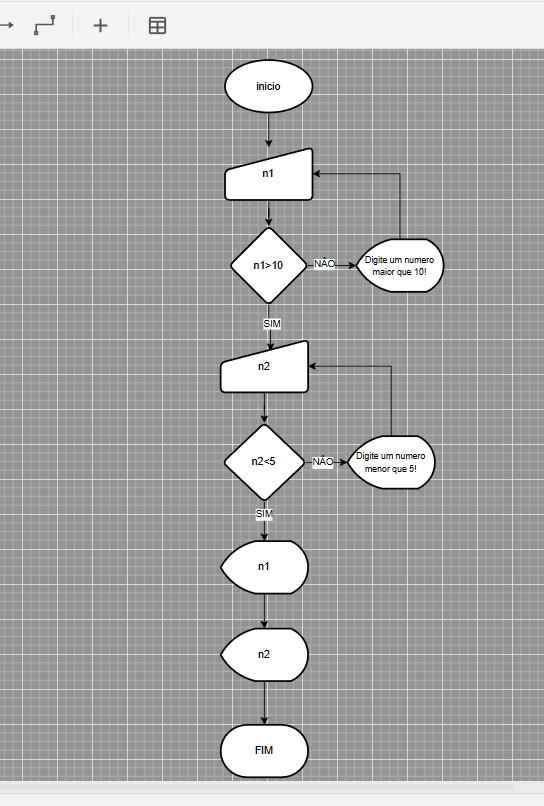 inicio
n1
n1>10
NÃO
Digite um numero
maior que 10!
SIM
n2
n2<5
NÃO
Digite um numero
menor que 5!
SIM
n1
n2
FIM